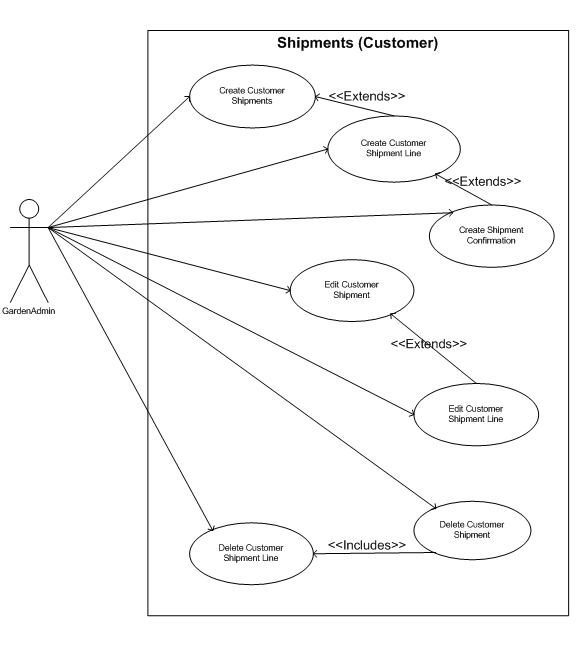 Shipments (Customer)
Create Customer
Shipments
<<Extends>>
Create Customer
Shipment Line
<<Extends>>
Create Shipment
Confirmation
GardenAdmin
Edit Customer
Shipment
<<Extends>>
Edit Customer
Shipment Line
Delete Customer
Shipment
<<Includes>>
Delete Customer
Shipment Line